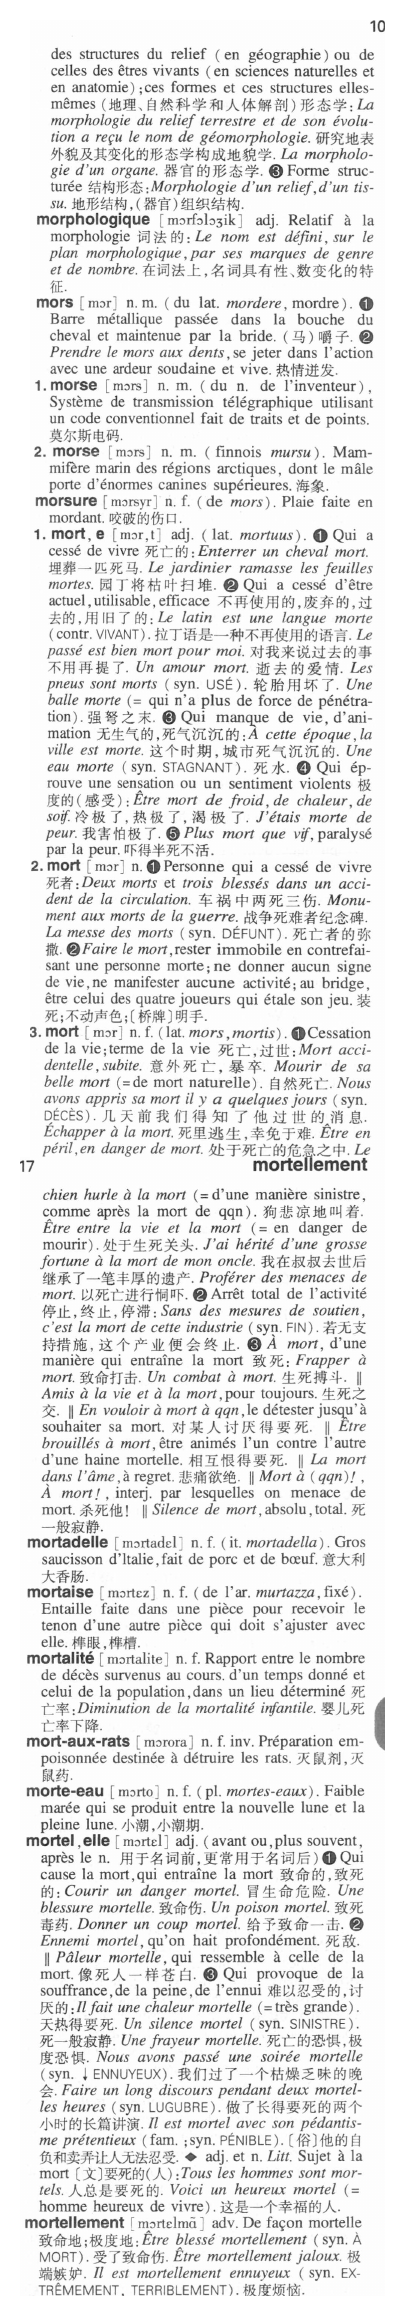 10
des structures du relief ( en géographie) ou de
celles des êtres vivants ( en sciences naturelles et
en anatomie) ;ces formes et ces structures elles-
mêmes (地理、自然科学和人体解剖) 形态学: La
morphologie du relief terrestre et de son évolu-
tion a reçu le nom de géomorphologie. 研究地表
外貌及其变化的形态学构成地貌学. La morpholo-
gie d'un organe. 器官的形态学. ❸ Forme struc-
turée 结构形态:Morphologie d'un relief, d'un tis-
su. 地形结构,(器官)组织结构.
morphologique [mɔrfɔlɔʒik] adj. Relatif à la
morphologie 词法的: Le nom est défini, sur le
plan morphologique, par ses marques de genre
et de nombre. 在词法上,名词具有性、数变化的特
征.
mors [mɔr] n. m. ( du lat. mordere, mordre). ❶
Barre métallique passée dans la bouche du
cheval et maintenue par la bride. (马)嚼子. ❷
Prendre le mors aux dents, se jeter dans l'action
avec une ardeur soudaine et vive. 热情迸发.
1. morse [mɔrs] n. m. ( du n. de l'inventeur),
Système de transmission télégraphique utilisant
un code conventionnel fait de traits et de points.
莫尔斯电码.
2. morse [mɔrs] n. m. ( finnois mursu). Mam-
mifère marin des régions arctiques, dont le mâle
porte d'énormes canines supérieures. 海象.
morsure [mɔrsyr] n. f. ( de mors). Plaie faite en
mordant. 咬破的伤口.
1. mort, e [mɔr,t] adj. ( lat. mortuus). ❶ Qui a
cessé de vivre 死亡的: Enterrer un cheval mort.
埋葬一匹死马. Le jardinier ramasse les feuilles
mortes. 园丁将枯叶扫堆. ❷ Qui a cessé d'être
actuel,utilisable,efficace 不再使用的,废弃的,过
去的,用旧了的: Le latin est une langue morte
(contr. VIVANT). 拉丁语是一种不再使用的语言. Le
passé est bien mort pour moi. 对我来说过去的事
不用再提了. Un amour mort. 逝去的爱情. Les
pneus sont morts (syn. USÉ). 轮胎用坏了. Une
balle morte (= qui n'a plus de force de pénétra-
tion). 强弩之末. ❸ Qui manque de vie, d'ani-
mation 无生气的,死气沉沉的: À cette époque, la
ville est morte. 这个时期,城市死气沉沉的. Une
eau morte ( syn. STAGNANT). 死水. ❹ Qui ép-
rouve une sensation ou un sentiment violents 极
度的(感受): Être mort de froid, de chaleur, de
soif. 冷极了,热极了,渴极了. J'étais morte de
peur. 我害怕极了. ❺ Plus mort que vif, paralysé
par la peur. 吓得半死不活.
2. mort [mɔr] n. ❶ Personne qui a cessé de vivre
死者: Deux morts et trois blessés dans un acci-
dent de la circulation. 车祸中两死三伤. Monu-
ment aux morts de la guerre. 战争死难者纪念碑.
La messe des morts ( syn. DÉFUNT). 死亡者的弥
撒. ❷ Faire le mort, rester immobile en contrefai-
sant une personne morte; ne donner aucun signe
de vie, ne manifester aucune activité; au bridge,
être celui des quatre joueurs qui étale son jeu. 装
死;不动声色;[桥牌]明手.
3. mort [mɔr] n. f. (lat. mors, mortis). ❶ Cessation
de la vie;terme de la vie 死亡,过世: Mort acci-
dentelle, subite. 意外死亡,暴卒. Mourir de sa
belle mort (= de mort naturelle). 自然死亡. Nous
avons appris sa mort il y a quelques jours (syn.
DÉCÈS). 几天前我们得知了他过世的消息.
Échapper à la mort. 死里逃生,幸免于难. Être en
péril, en danger de mort. 处于死亡的危急之中. Le
17 mortellement
chien hurle à la mort (= d'une manière sinistre,
comme après la mort de qqn). 狗悲凉地叫着.
Être entre la vie et la mort (= en danger de
mourir). 处于生死关头. J'ai hérité d'une grosse
fortune à la mort de mon oncle. 我在叔叔去世后
继承了一笔丰厚的遗产. Proférer des menaces de
mort. 以死亡进行恫吓. ❷ Arrêt total de l'activité
停止,终止,停滞: Sans des mesures de soutien,
c'est la mort de cette industrie (syn. FIN). 若无支
持措施,这个产业便会终止. ❸ À mort, d'une
manière qui entraîne la mort 致死: Frapper à
mort. 致命打击. Un combat à mort. 生死搏斗. ‖
Amis à la vie et à la mort, pour toujours. 生死之
交. ‖ En vouloir à mort à qqn, le détester jusqu'à
souhaiter sa mort. 对某人讨厌得要死. ‖ Être
brouillés à mort, être animés l'un contre l'autre
d'une haine mortelle. 相互恨得要死. ‖ La mort
dans l'âme, à regret. 悲痛欲绝. ‖ Mort à (qqn)! ,
À mort! , interj. par lesquelles on menace de
mort. 杀死他! ‖ Silence de mort, absolu, total. 死
一般寂静.
mortadelle [mɔrtadɛl] n. f. ( it. mortadella). Gros
saucisson d'Italie, fait de porc et de bœuf. 意大利
大香肠.
mortaise [mɔrtɛz] n. f. ( de l'ar. murtazza, fixé).
Entaille faite dans une pièce pour recevoir le
tenon d'une autre pièce qui doit s'ajuster avec
elle. 榫眼,榫槽.
mortalité [mɔrtalite] n. f. Rapport entre le nombre
de décès survenus au cours. d'un temps donné et
celui de la population, dans un lieu déterminé 死
亡率: Diminution de la mortalité infantile. 婴儿死
亡率下降.
mort-aux-rats [mɔrora] n. f. inv. Préparation em-
poisonnée destinée à détruire les rats. 灭鼠剂,灭
鼠药.
morte-eau [mɔrto] n. f. ( pl. mortes-eaux). Faible
marée qui se produit entre la nouvelle lune et la
pleine lune. 小潮,小潮期.
mortel, elle [mɔrtɛl] adj. ( avant ou, plus souvent,
après le n. 用于名词前,更常用于名词后) ❶ Qui
cause la mort, qui entraîne la mort 致命的,致死
的: Courir un danger mortel. 冒生命危险. Une
blessure mortelle. 致命伤. Un poison mortel. 致死
毒药. Donner un coup mortel. 给予致命一击. ❷
Ennemi mortel, qu'on hait profondément. 死敌.
‖ Pâleur mortelle, qui ressemble à celle de la
mort. 像死人一样苍白. ❸ Qui provoque de la
souffrance, de la peine, de l'ennui 难以忍受的,讨
厌的: Il fait une chaleur mortelle (= très grande).
天热得要死. Un silence mortel ( syn. SINISTRE).
死一般寂静. Une frayeur mortelle. 死亡的恐惧,极
度恐惧. Nous avons passé une soirée mortelle
(syn. ↓ ENNUYEUX). 我们过了一个枯燥乏味的晚
会. Faire un long discours pendant deux mortel-
les heures (syn. LUGUBRE). 做了长得要死的两个
小时的长篇讲演. Il est mortel avec son pédantis-
me prétentieux (fam. ; syn. PÉNIBLE). [俗]他的自
负和卖弄让人无法忍受. ◆ adj. et n. Litt. Sujet à la
mort [文]要死的(人): Tous les hommes sont mor-
tels. 人总是要死的. Voici un heureux mortel (=
homme heureux de vivre). 这是一个幸福的人.
mortellement [mɔrtɛlmɑ̃] adv. De façon mortelle
致命地;极度地: Être blessé mortellement ( syn. À
MORT). 受了致命伤. Être mortellement jaloux. 极
端嫉妒. Il est mortellement ennuyeux ( syn. EX-
TRÊMEMENT, TERRIBLEMENT). 极度烦恼.